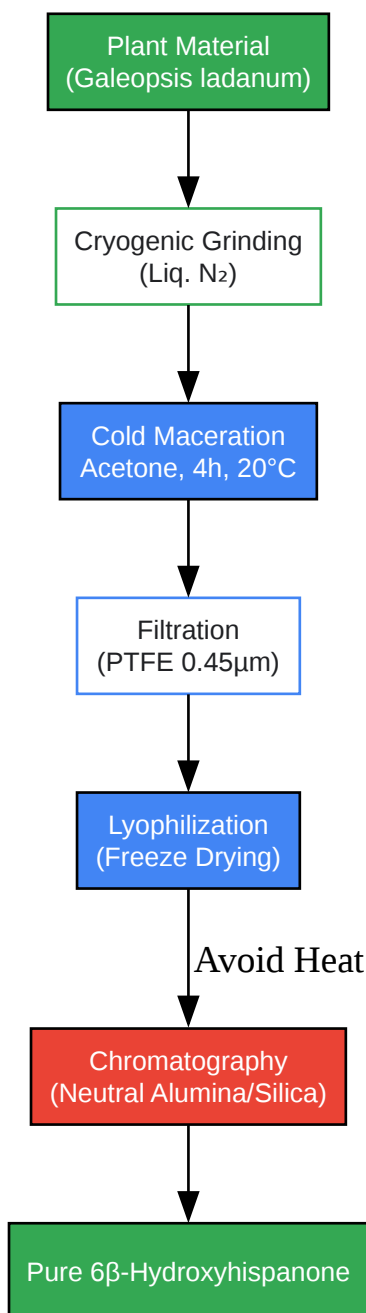 Plant Material
(Galeopsis ladanum)
Cryogenic Grinding
(Liq. N₂)
Cold Maceration
Acetone, 4h, 20°C
Filtration
(PTFE 0.45µm)
Lyophilization
(Freeze Drying)
Avoid Heat
Chromatography
(Neutral Alumina/Silica)
Pure 6β-Hydroxyhispanone